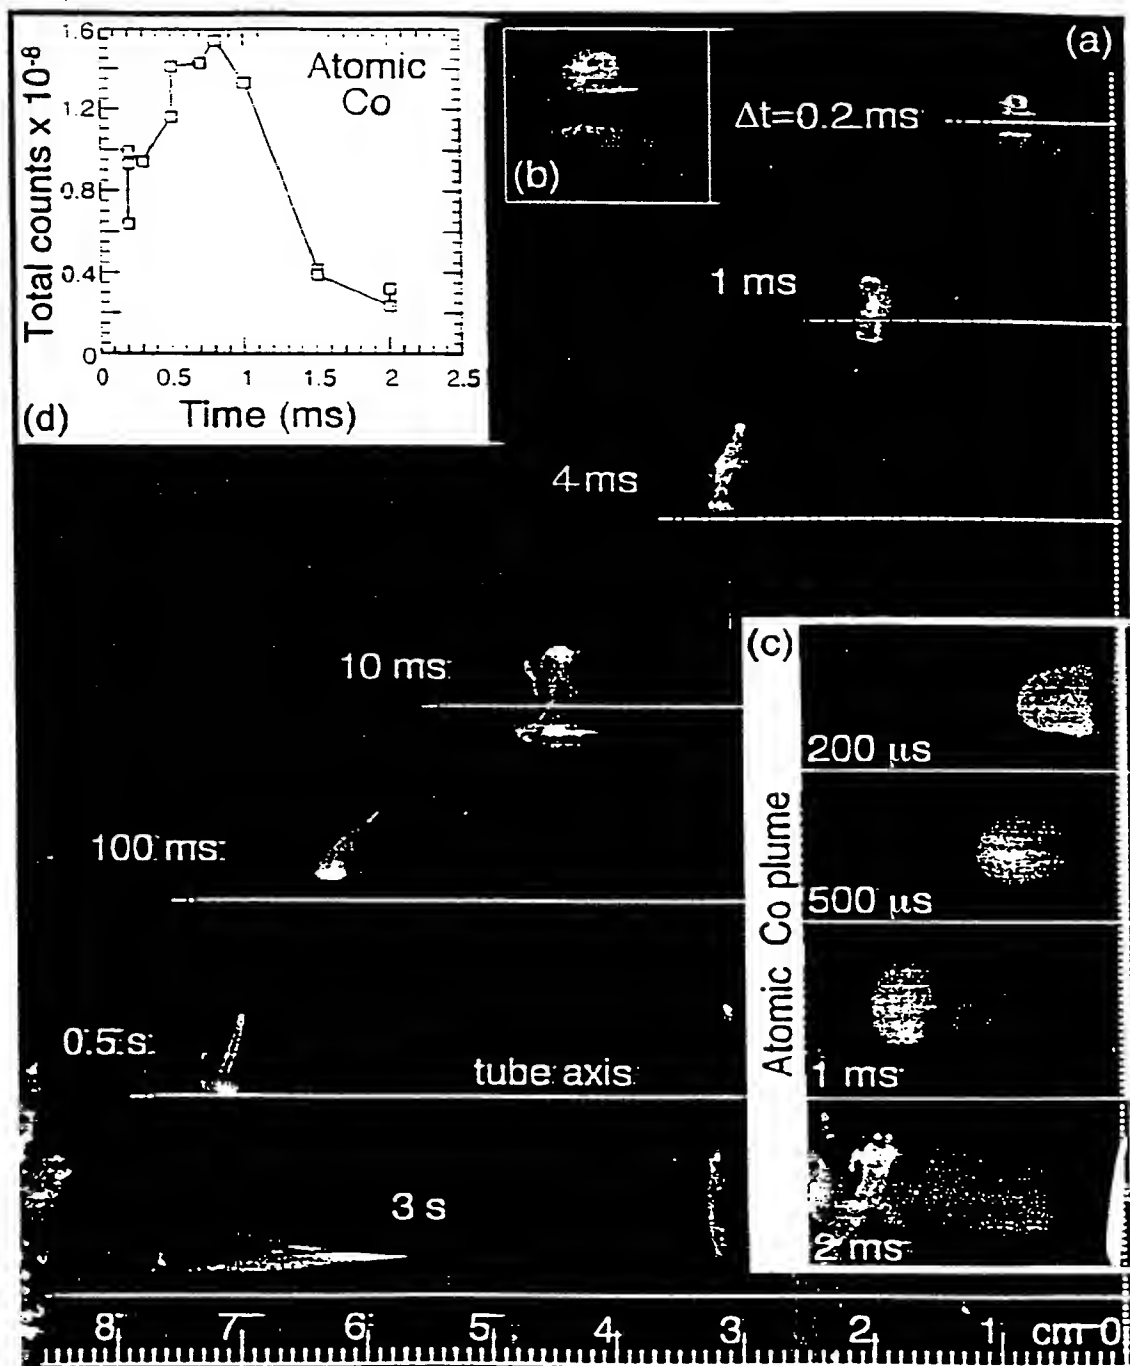 1.6
1.2
0.8
0.4
0
0 0.5 1 1.5 2 2.5
Total counts x 10-8
Time (ms)
Atomic
Co
(d)
(a)
(b)
Δt=0.2 ms
1 ms
4 ms
10 ms
100 ms
0.5 s
tube axis
3 s
(c)
Atomic Co plume
200 μs
500 μs
1 ms
2 ms
8 7 6 5 4 3 2 1 cm 0